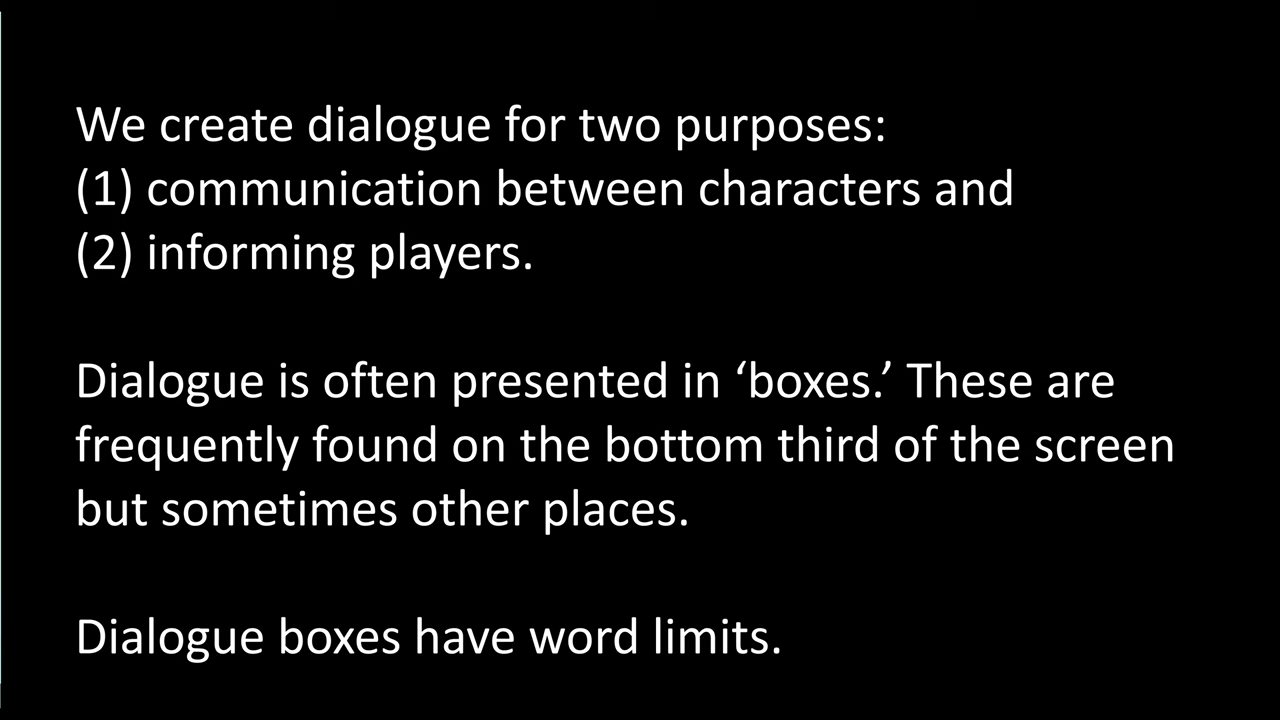 We create dialogue for two purposes:
(1) communication between characters and
(2) informing players.
Dialogue is often presented in ‘boxes.’ These are
frequently found on the bottom third of the screen
but sometimes other places.
Dialogue boxes have word limits.